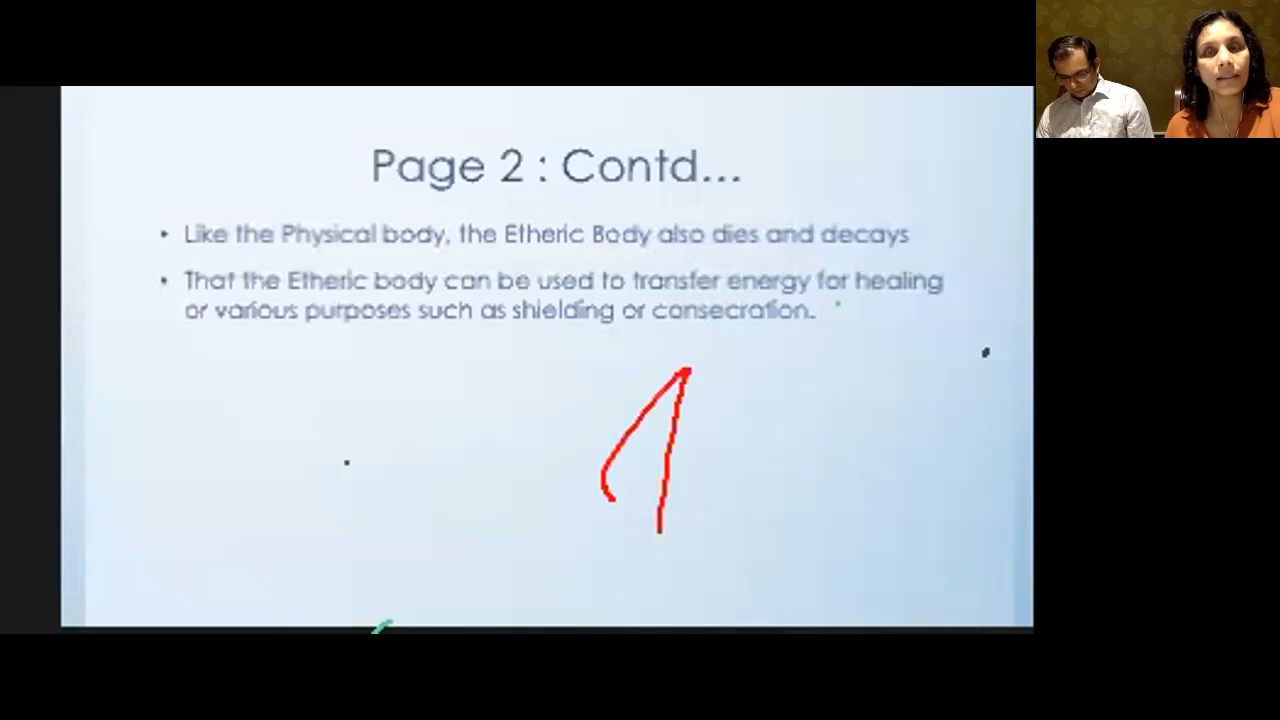 Page 2 : Contd...
• Like the Physical body, the Etheric Body also dies and decays
• That the Etheric body can be used to transfer energy for healing
or various purposes such as shielding or consecration.